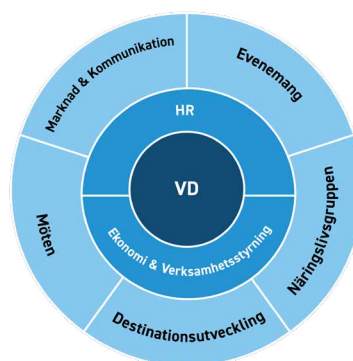 Marknad & Kommunikation
Evenemang
HR
VD
Möten
Ekonomi & Verksamhetsstyrning
Näringslivsgruppen
Destinationsutveckling